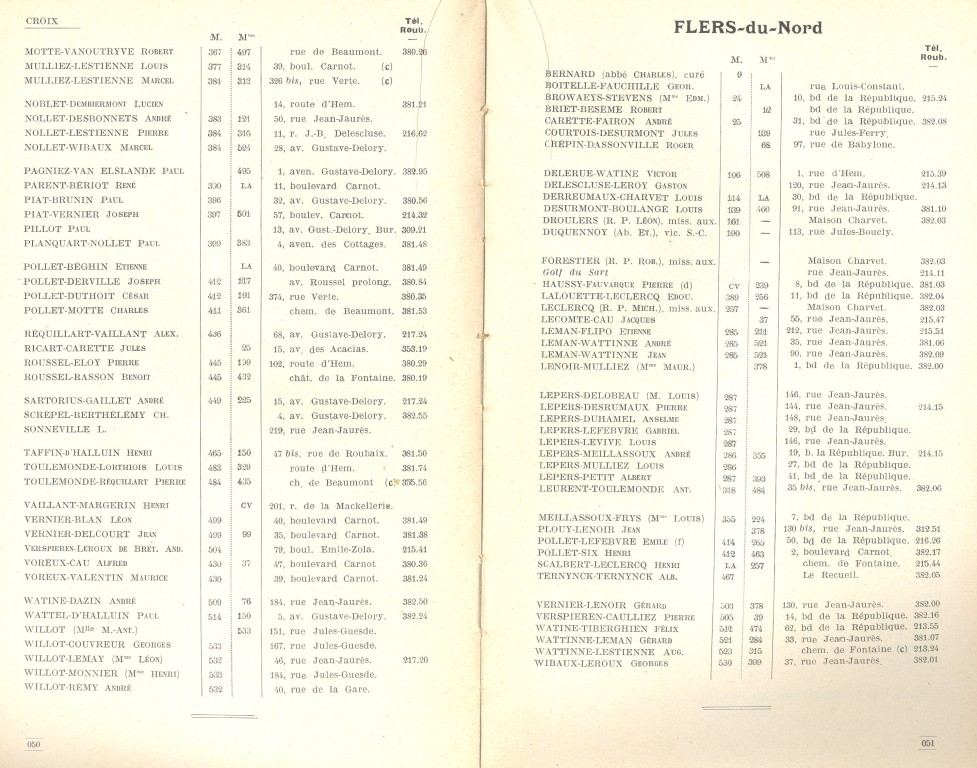 CROIX
Tél.
Roub.
M. Mme
MOTTE-VANOUTRYVE ROBERT 367 497 rue de Beaumont. 380.26
MULLIEZ-LESTIENNE LOUIS 377 314 39, boul. Carnot. (c)
MULLIEZ-LESTIENNE MARCEL 384 312 326 bis, rue Verte. (c)
NOBLET-DEMBIERMONT LUCIEN 14, route d'Hem. 381.21
NOLLET-DESBONNETS ANDRÉ 383 121 50, rue Jean-Jaurès.
NOLLET-LESTIENNE PIERRE 384 315 11, r. J.-B. Delescluse. 216.62
NOLLET-WIBAUX MARCEL 384 524 28, av. Gustave-Delory.
PAGNIEZ-VAN ELSLANDE PAUL 495 1, aven. Gustave-Delory. 382.95
PARENT-BÉRIOT RENÉ 390 LA 11, boulevard Carnot.
PIAT-BRUNIN PAUL 396 32, av. Gustave-Delory. 380.56
PIAT-VERNIER JOSEPH 397 501 57, boulev. Carnot. 214.32
PILLOT PAUL 13, av. Gust.-Delory, Bur. 309.21
PLANQUART-NOLLET PAUL 399 383 4, aven. des Cottages. 381.48
POLLET-BÉGHIN ETIENNE LA 40, boulevard Carnot. 381.49
POLLET-DERVILLE JOSEPH 412 217 av. Roussel prolong. 380.84
POLLET-DUTHOIT CÉSAR 412 191 374, rue Verte. 380.35
POLLET-MOTTE CHARLES 411 361 chem. de Beaumont. 381.53
RÉQUILLART-VAILLANT ALEX. 436 68, av. Gustave-Delory. 217.24
RICART-CARETTE JULES 25 15, av. des Acacias. 353.19
ROUSSEL-ELOY PIERRE 445 199 102, route d'Hem. 380.29
ROUSSEL-RASSON BENOIT 445 432 chât. de la Fontaine. 380.19
SARTORIUS-GAILLET ANDRÉ 449 225 15, av. Gustave-Delory. 217.24
SCRÉPEL-BERTHÉLÉMY CH. 4, av. Gustave-Delory. 382.55
SONNEVILLE L. 219, rue Jean-Jaurès.
TAFFIN-D'HALLUIN HENRI 465 150 47 bis, rue de Roubaix. 381.50
TOULEMONDE-LORTHIOIS LOUIS 483 329 route d'Hem. 381.74
TOULEMONDE-RÉQUILLART PIERRE 484 435 ch. de Beaumont (c) 355.56
VAILLANT-MARGERIN HENRI CV 201, r. de la Mackellerie.
VERNIER-BLAN LÉON 499 40, boulevard Carnot. 381.49
VERNIER-DELCOURT JEAN 499 99 35, boulevard Carnot. 381.38
VERSPIEREN-LEROUX DE BRET. AND. 504 79, boul. Emile-Zola. 215.41
VOREUX-CAU ALFRED 430 37 47, boulevard Carnot. 380.36
VOREUX-VALENTIN MAURICE 430 39, boulevard Carnot. 381.24
WATINE-DAZIN ANDRÉ 509 76 184, rue Jean-Jaurès. 382.50
WATTEL-D'HALLUIN PAUL 514 150 5, av. Gustave-Delory. 382.24
WILLOT (Mlle M.-ANT.) 533 151, rue Jules-Guesde.
WILLOT-COUVREUR GEORGES 533 167, rue Jules-Guesde.
WILLOT-LEMAY (Mme LÉON) 532 46, rue Jean-Jaurès. 217.20
WILLOT-MONNIER (Mme HENRI) 533 184, rue Jules-Guesde.
WILLOT-RÉMY ANDRÉ 532 40, rue de la Gare.
050
FLERS-du-Nord
Tél.
Roub.
M. Mme
BERNARD (abbé CHARLES), curé 9
BOITELLE-FAUCHILLE GEOR. LA rue Louis-Constant.
BROWAEYS-STEVENS (Mme EDM.) 24 10, bd de la République. 215.24
BRIET-BESÈME ROBERT 12 bd de la République.
CARETTE-FAIRON ANDRÉ 25 31, bd de la République. 382.08
COURTOIS-DESURMONT JULES 139 rue Jules-Ferry.
CRÉPIN-DASSONVILLE ROGER 68 97, rue de Babylone.
DELERUE-WATINE VICTOR 106 508 1, rue d'Hem. 215.39
DELESCLUSE-LEROY GASTON 120, rue Jean-Jaurès. 214.13
DERREUMAUX-CHARVET LOUIS 114 LA 30, bd de la République.
DESURMONT-BOULANGÉ LOUIS 139 460 91, rue Jean-Jaurès. 381.10
DROULERS (R. P. LÉON), miss. aux. 161 — Maison Charvet. 382.03
DUQUENNOY (Ab. ET.), vic. S.-C. 190 — 113, rue Jules-Boucly.
FORESTIER (R. P. ROB.), miss. aux. — Maison Charvet. 382.03
Golf du Sart rue Jean-Jaurès. 214.11
HAUSSY-FAUVARQUE PIERRE (d) CV 239 8, bd de la République. 381.03
LALOUETTE-LECLERCQ EDOU. 389 256 11, bd de la République. 382.04
LECLERCQ (R. P. MICH.), miss. aux. 257 — Maison Charvet. 382.03
LECOMTE-CAU JACQUES 37 55, rue Jean-Jaurès. 215.47
LEMAN-FLIPO ETIENNE 285 211 212, rue Jean-Jaurès. 215.51
LEMAN-WATTINNE ANDRÉ 285 521 35, rue Jean-Jaurès. 381.06
LEMAN-WATTINNE JEAN 285 521 90, rue Jean-Jaurès. 382.09
LENOIR-MULLIEZ (Mme MAUR.) 378 1, bd de la République. 382.00
LEPERS-DELOBEAU (M. LOUIS) 287 146, rue Jean-Jaurès.
LEPERS-DESRUMAUX PIERRE 287 144, rue Jean-Jaurès. 214.15
LEPERS-DUHAMEL ANSELME 287 148, rue Jean-Jaurès.
LEPERS-LEFEBVRE GABRIEL 287 29, bd de la République.
LEPERS-LEVIVE LOUIS 287 146, rue Jean-Jaurès.
LEPERS-MEILLASSOUX ANDRÉ 286 355 19, b. la République. Bur. 214.15
LEPERS-MULLIEZ LOUIS 286 27, bd de la République.
LEPERS-PETIT ALBERT 287 393 41, bd de la République.
LEURENT-TOULEMONDE ANT. 318 484 35 bis, rue Jean-Jaurès. 382.06
MEILLASSOUX-FRYS (Mme LOUIS) 355 224 7, bd de la République.
PLOUY-LENOIR JEAN 378 130 bis, rue Jean-Jaurès. 312.51
POLLET-LEFEBVRE EMILE (f) 414 265 50, bd de la République. 216.26
POLLET-SIX HENRI 412 463 2, boulevard Carnot. 382.17
SCALBERT-LECLERCQ HENRI LA 257 chem. de Fontaine. 215.44
TERNYNCK-TERNYNCK ALB. 467 Le Recueil. 382.05
VERNIER-LENOIR GÉRARD 503 378 130, rue Jean-Jaurès. 382.00
VERSPIEREN-CAULLIEZ PIERRE 505 39 14, bd de la République. 382.16
WATINE-TIBERGHIEN FÉLIX 512 474 62, bd de la République. 213.55
WATTINNE-LEMAN GÉRARD 521 284 33, rue Jean-Jaurès. 381.07
WATTINNE-LESTIENNE AUG. 523 315 chem. de Fontaine (c) 213.24
WIBAUX-LEROUX GEORGES 530 309 37, rue Jean-Jaurès. 382.01
051